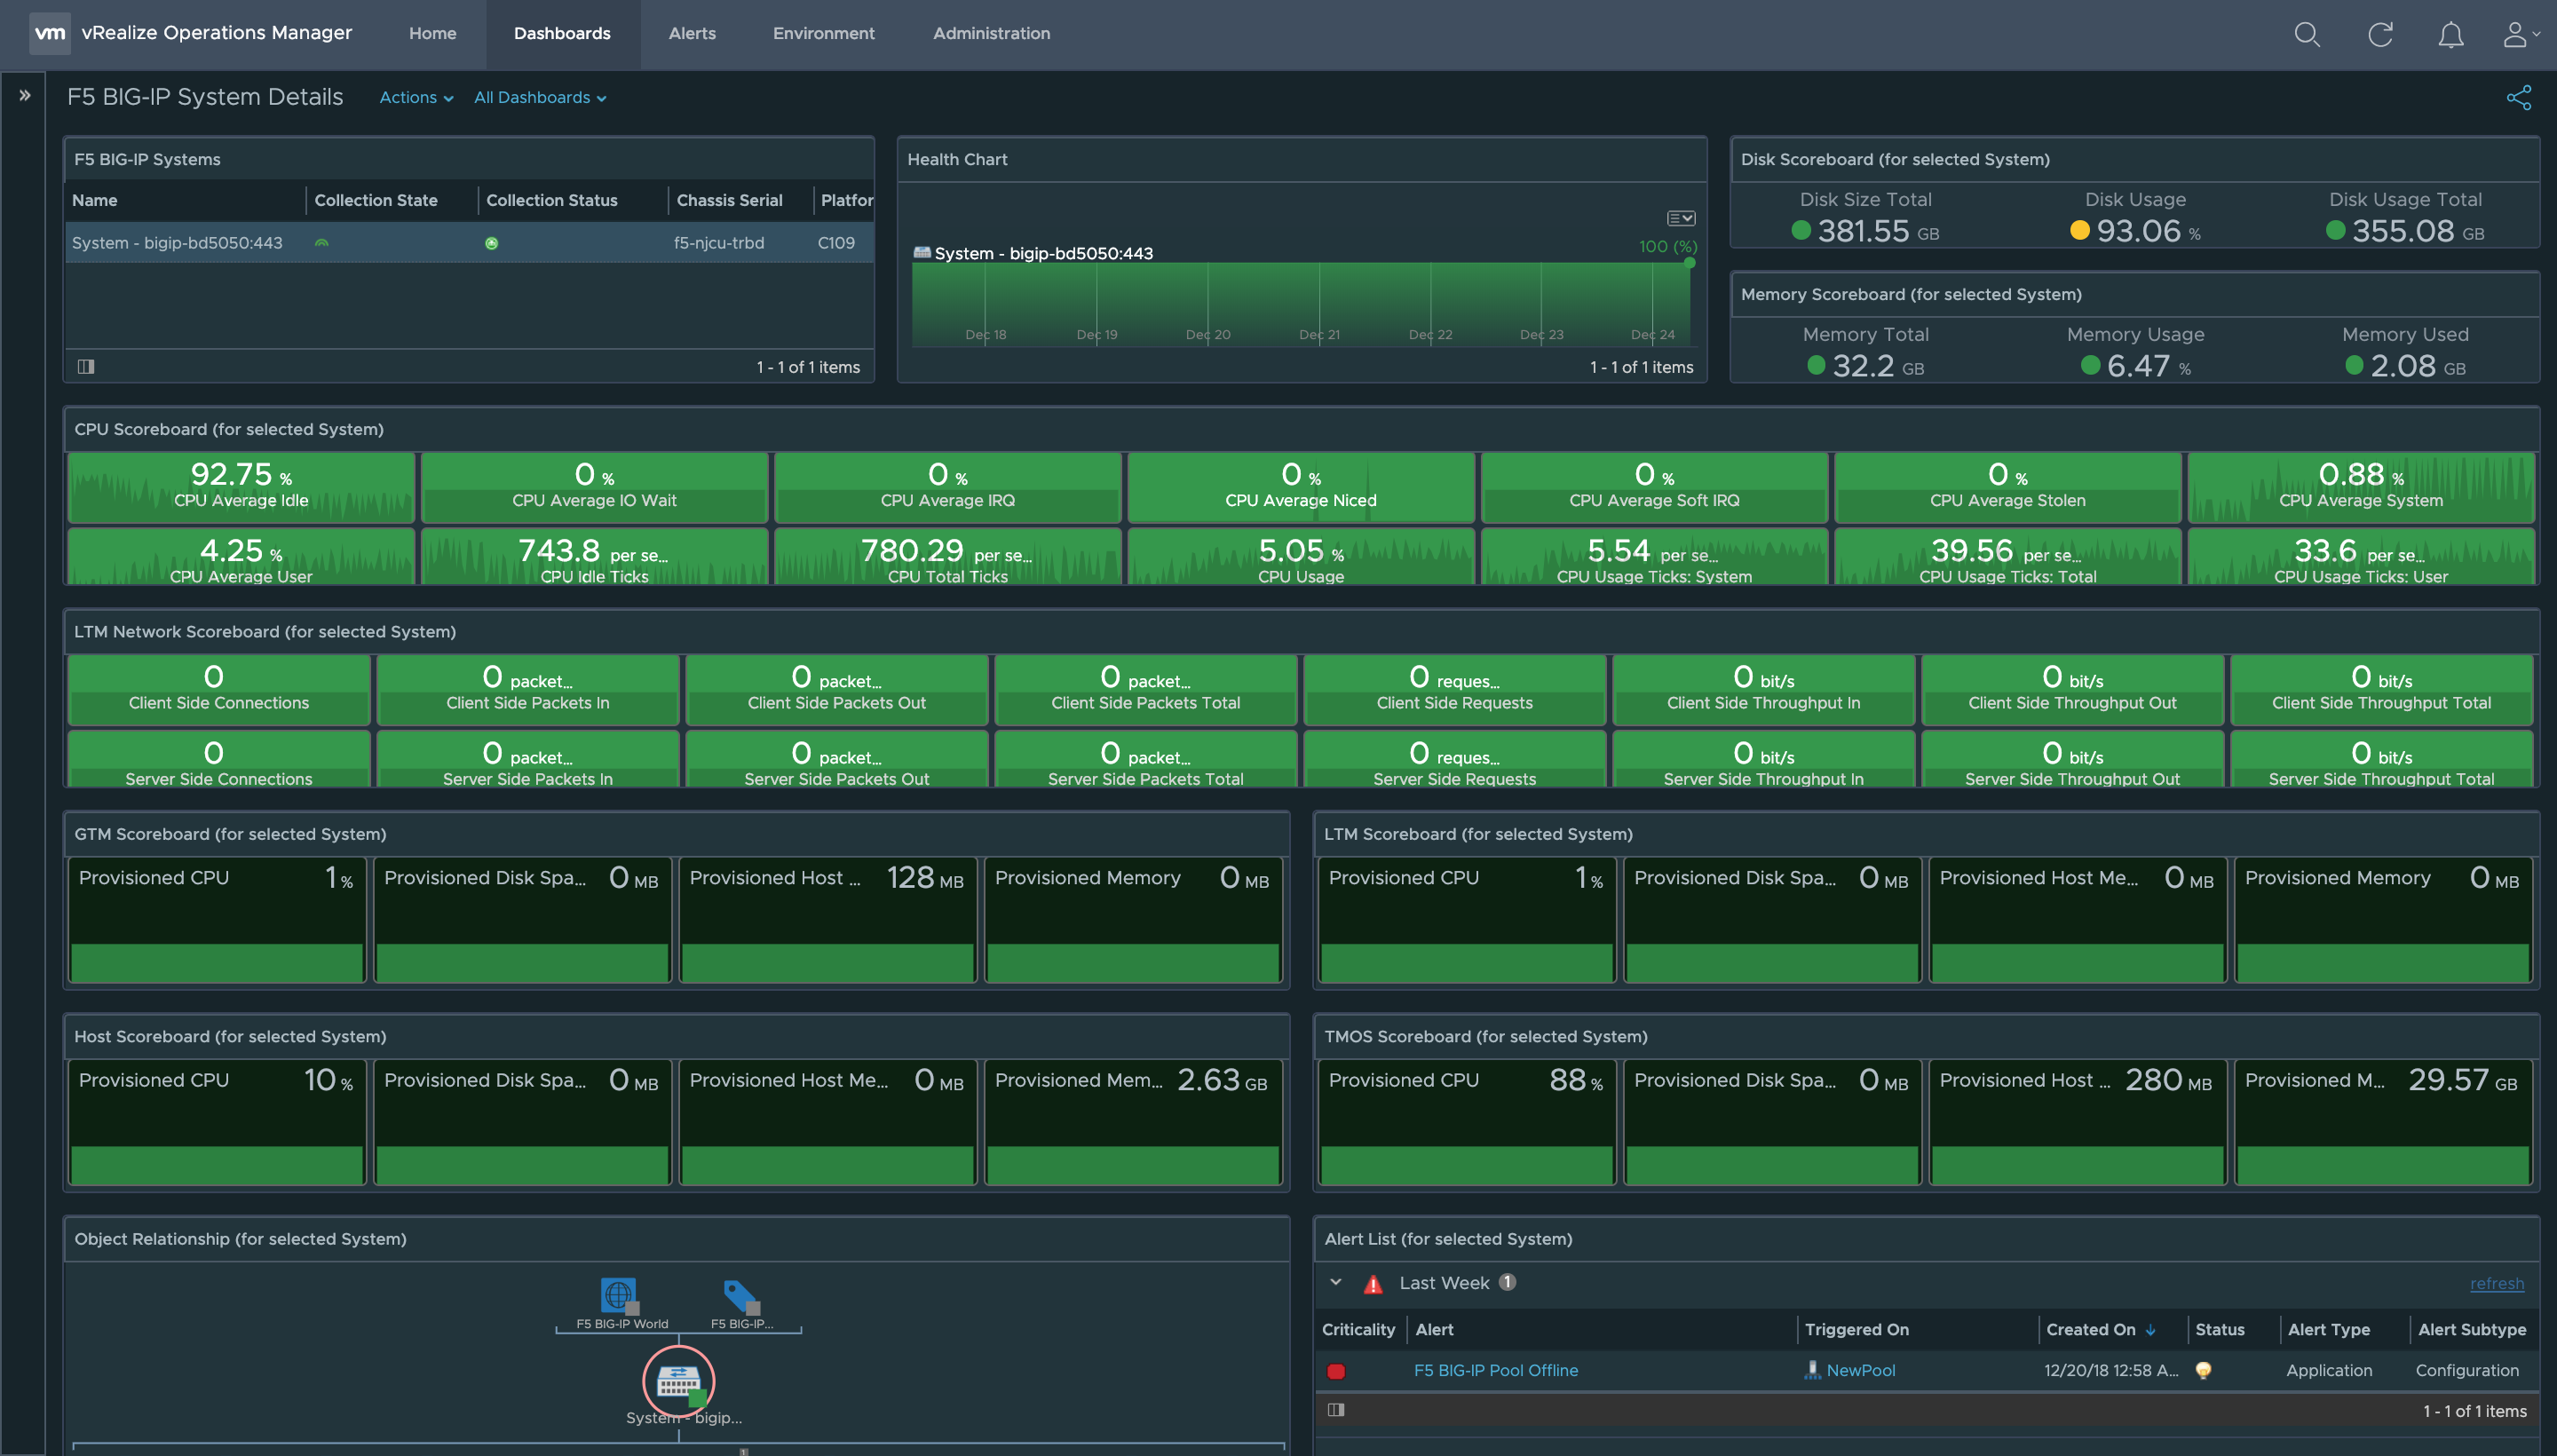 vm vRealize Operations Manager Home Dashboards Alerts Environment Administration
F5 BIG-IP System Details Actions All Dashboards
F5 BIG-IP Systems
Name Collection State Collection Status Chassis Serial Platfor
System - bigip-bd5050:443 f5-njcu-trbd C109
1 - 1 of 1 items
Health Chart
100 (%)
System - bigip-bd5050:443
Dec 18 Dec 19 Dec 20 Dec 21 Dec 22 Dec 23 Dec 24
1 - 1 of 1 items
Disk Scoreboard (for selected System)
Disk Size Total Disk Usage Disk Usage Total
381.55 GB 93.06 % 355.08 GB
Memory Scoreboard (for selected System)
Memory Total Memory Usage Memory Used
32.2 GB 6.47 % 2.08 GB
CPU Scoreboard (for selected System)
92.75 % 0 % 0 % 0 % 0 % 0 % 0.88 %
CPU Average Idle CPU Average IO Wait CPU Average IRQ CPU Average Niced CPU Average Soft IRQ CPU Average Stolen CPU Average System
4.25 % 743.8 per se... 780.29 per se... 5.05 % 5.54 per se... 39.56 per se... 33.6 per se...
CPU Average User CPU Idle Ticks CPU Total Ticks CPU Usage CPU Usage Ticks: System CPU Usage Ticks: Total CPU Usage Ticks: User
LTM Network Scoreboard (for selected System)
0 0 packet... 0 packet... 0 packet... 0 reques... 0 bit/s 0 bit/s 0 bit/s
Client Side Connections Client Side Packets In Client Side Packets Out Client Side Packets Total Client Side Requests Client Side Throughput In Client Side Throughput Out Client Side Throughput Total
0 0 packet... 0 packet... 0 packet... 0 reques... 0 bit/s 0 bit/s 0 bit/s
Server Side Connections Server Side Packets In Server Side Packets Out Server Side Packets Total Server Side Requests Server Side Throughput In Server Side Throughput Out Server Side Throughput Total
GTM Scoreboard (for selected System)
Provisioned CPU 1 % Provisioned Disk Spa... 0 MB Provisioned Host ... 128 MB Provisioned Memory 0 MB
LTM Scoreboard (for selected System)
Provisioned CPU 1 % Provisioned Disk Spa... 0 MB Provisioned Host Me... 0 MB Provisioned Memory 0 MB
Host Scoreboard (for selected System)
Provisioned CPU 10 % Provisioned Disk Spa... 0 MB Provisioned Host Me... 0 MB Provisioned Mem... 2.63 GB
TMOS Scoreboard (for selected System)
Provisioned CPU 88 % Provisioned Disk Spa... 0 MB Provisioned Host ... 280 MB Provisioned M... 29.57 GB
Object Relationship (for selected System)
F5 BIG-IP World F5 BIG-IP...
System - bigip...
1
Alert List (for selected System)
Last Week 1 refresh
Criticality Alert Triggered On Created On Status Alert Type Alert Subtype
F5 BIG-IP Pool Offline NewPool 12/20/18 12:58 A... Application Configuration
1 - 1 of 1 items